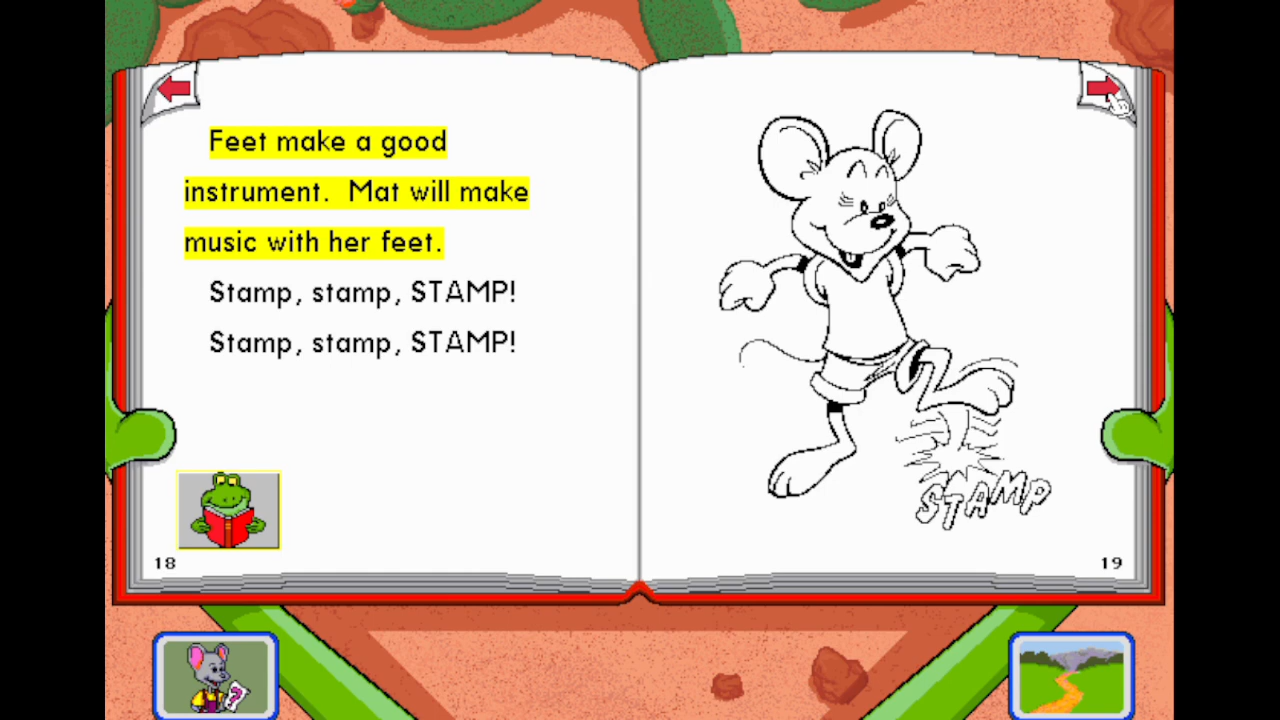 Feet make a good
instrument. Mat will make
music with her feet.
Stamp, stamp, STAMP!
Stamp, stamp, STAMP!
18
STAMP
19
?